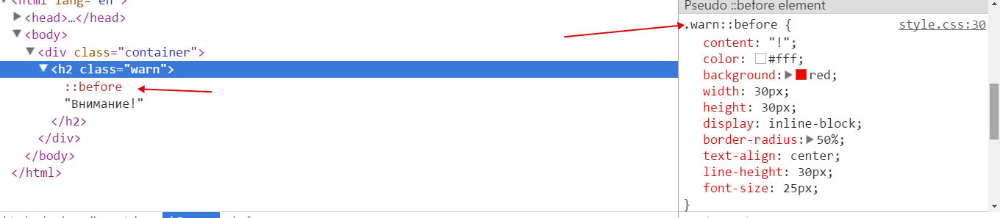 <html lang="en">
<head>…</head>
<body>
<div class="container">
<h2 class="warn">
::before
"Внимание!"
</h2>
</div>
</body>
</html>
Pseudo ::before element
.warn::before { style.css:30
content: "!";
color: #fff;
background: red;
width: 30px;
height: 30px;
display: inline-block;
border-radius: 50%;
text-align: center;
line-height: 30px;
font-size: 25px;
}